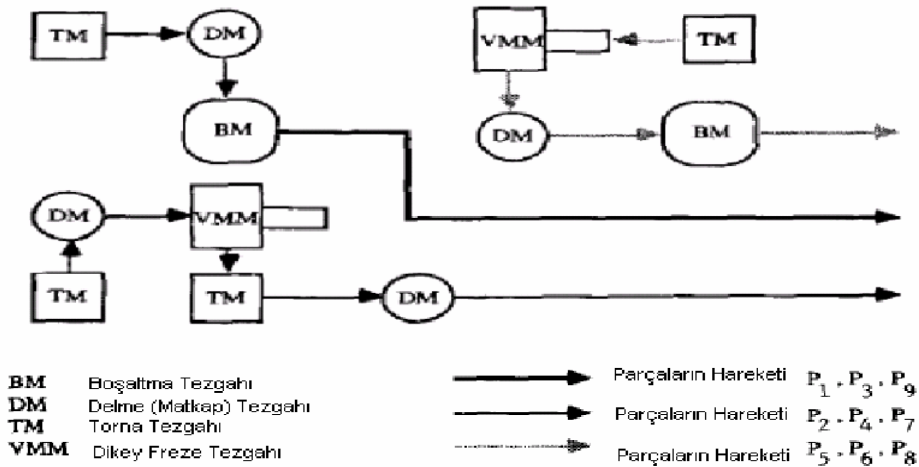 TM
DM
VMM
TM
BM
DM
BM
DM
VMM
TM
TM
DM
BM Boşaltma Tezgahı
DM Delme (Matkap) Tezgahı
TM Torna Tezgahı
VMM Dikey Freze Tezgahı
Parçaların Hareketi P1 , P3 , P9
Parçaların Hareketi P2 , P4 , P7
Parçaların Hareketi P5 , P6 , P8